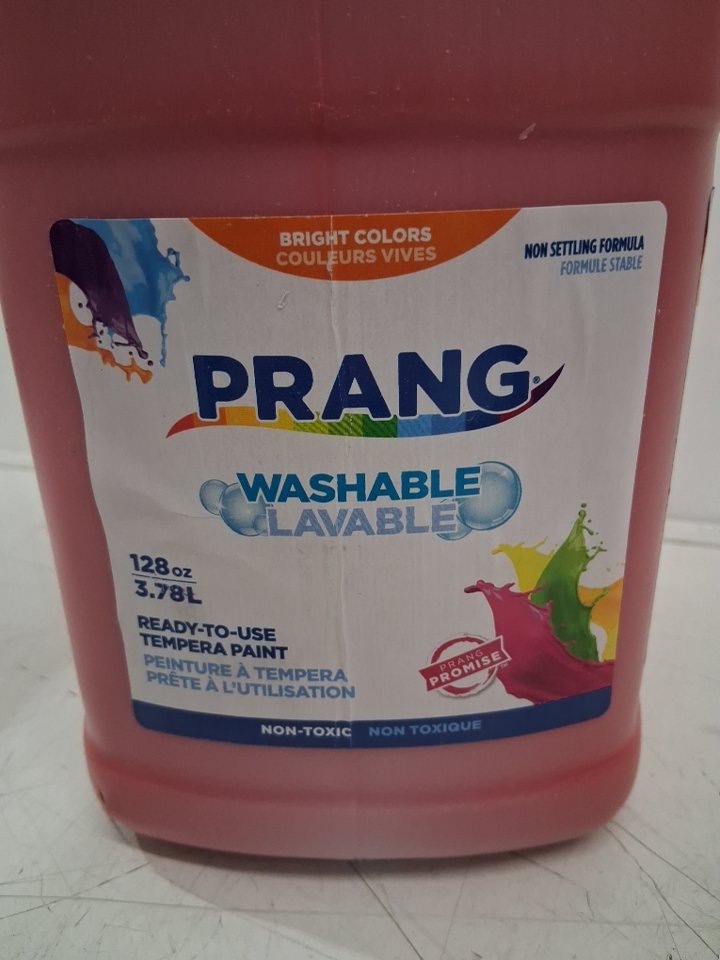 BRIGHT COLORS
COULEURS VIVES
NON SETTLING FORMULA
FORMULE STABLE
PRANG®
WASHABLE
LAVABLE
128 oz
3.78L
READY-TO-USE
TEMPERA PAINT
PEINTURE À TEMPERA
PRÊTE À L'UTILISATION
PRANG
PROMISE™
NON-TOXIC NON TOXIQUE